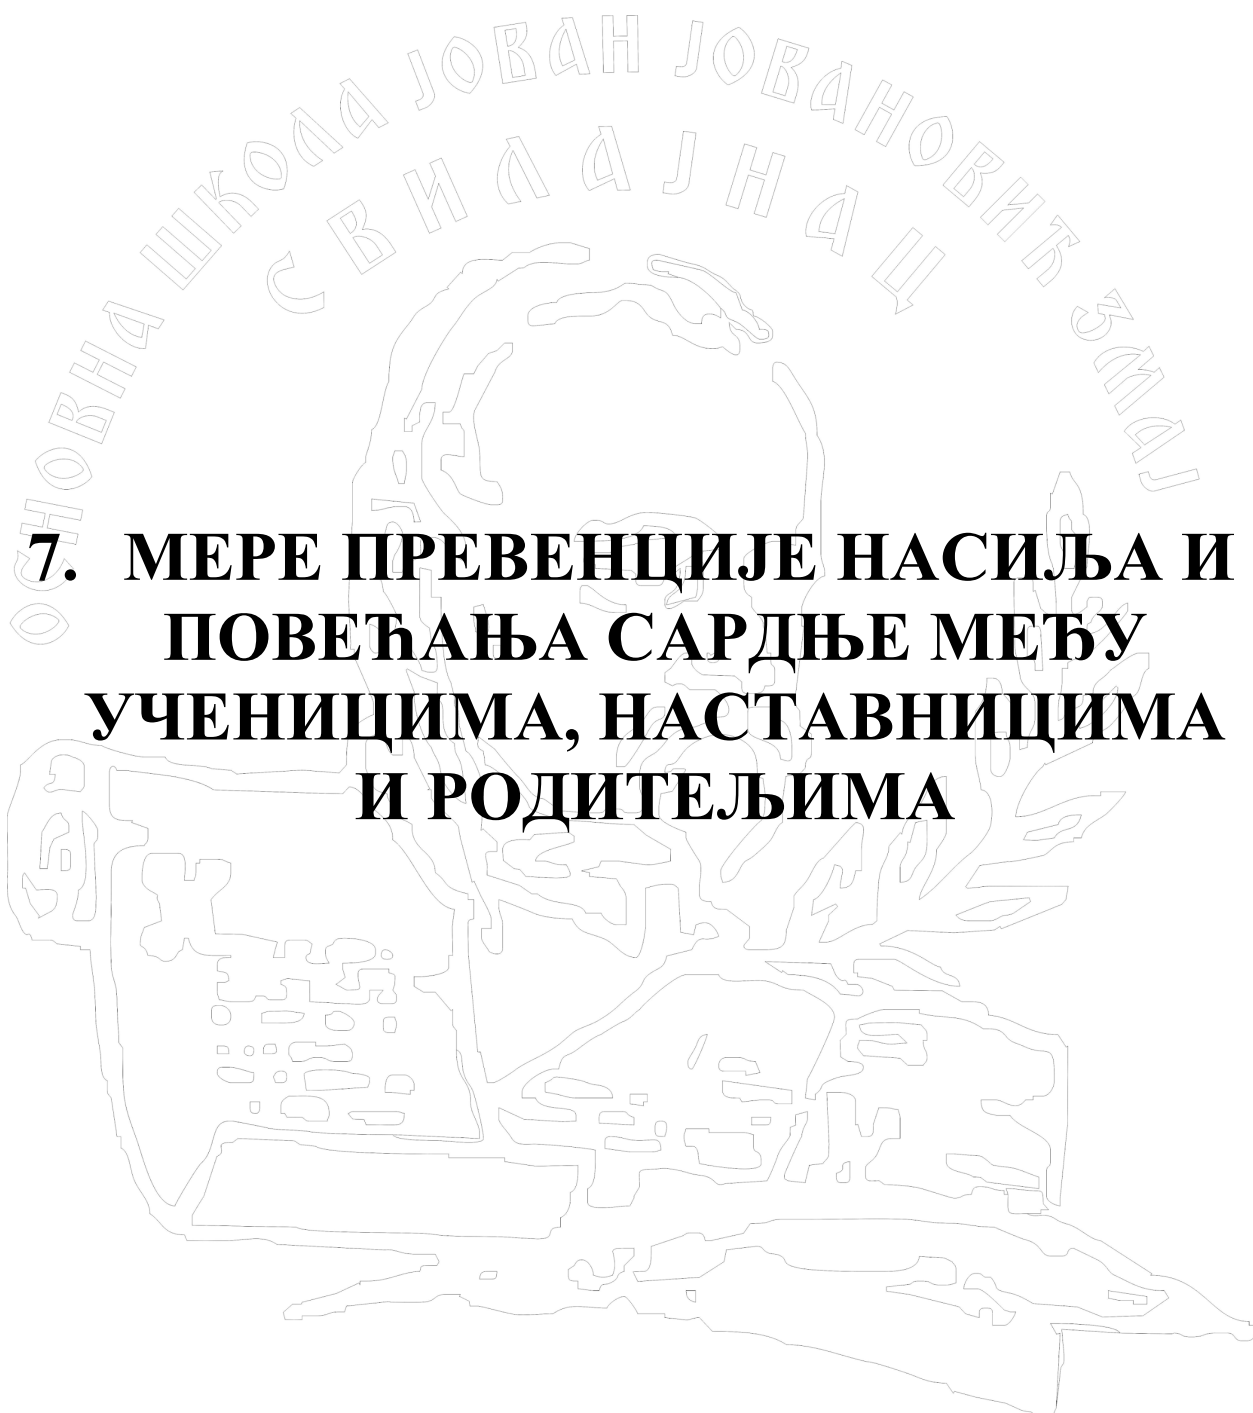 ОСНОВНА ШКОЛА ЈОВАН ЈОВАНОВИЋ ЗМАЈ
СВИЛАЈНАЦ
7. МЕРЕ ПРЕВЕНЦИЈЕ НАСИЉА И
ПОВЕЋАЊА САРДЊЕ МЕЂУ
УЧЕНИЦИМА, НАСТАВНИЦИМА
И РОДИТЕЉИМА